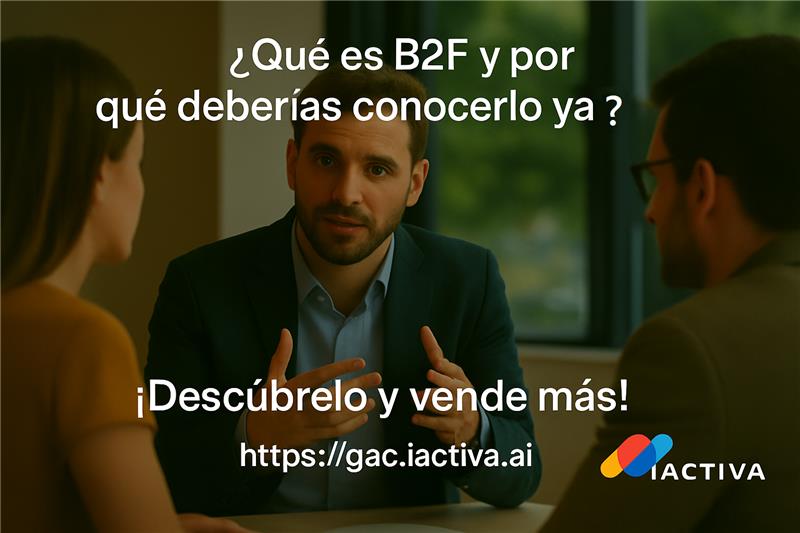 ¿Qué es B2F y por
qué deberías conocerlo ya ?
¡Descúbrelo y vende más!
https://gac.iactiva.ai
IACTIVA